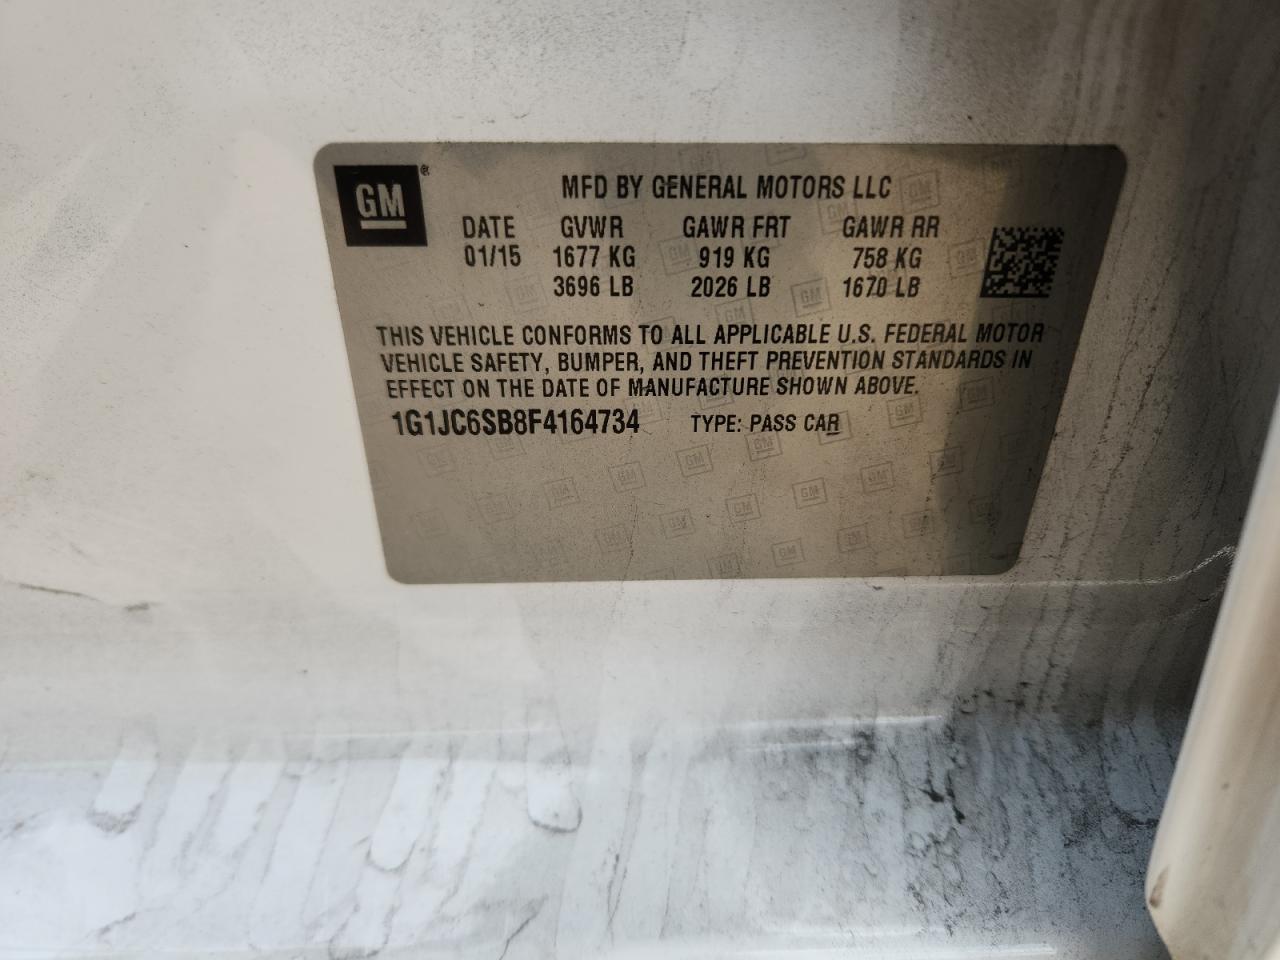 GM®
MFD BY GENERAL MOTORS LLC
DATE GVWR GAWR FRT GAWR RR
01/15 1677 KG 919 KG 758 KG
3696 LB 2026 LB 1670 LB
THIS VEHICLE CONFORMS TO ALL APPLICABLE U.S. FEDERAL MOTOR
VEHICLE SAFETY, BUMPER, AND THEFT PREVENTION STANDARDS IN
EFFECT ON THE DATE OF MANUFACTURE SHOWN ABOVE.
1G1JC6SB8F4164734 TYPE: PASS CAR